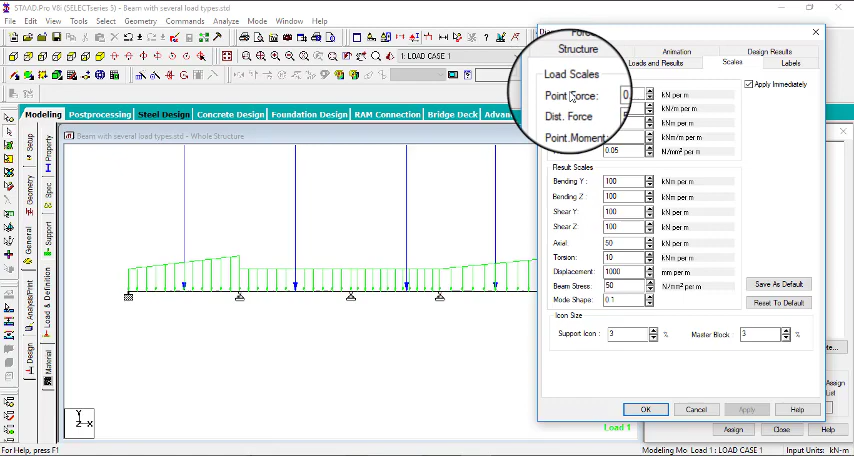 STAAD.Pro V8i (SELECTseries 5) - Beam with several load types.std
File Edit View Tools Select Geometry Commands Analyze Mode Window Help
1: LOAD CASE 1
Modeling Postprocessing Steel Design Foundation Design RAM Connection Bridge Deck
Beam with several load types.std - Whole Structure
Setup
Geometry
General
Analysis/Print
Design
Property
Spec
Support
Load & Definition
Material
Y
Z X
Load 1
Force
Structure
Animation
Design Results
Loads and Results
Scales
Labels
Apply Immediately
Load Scales
Point Force: 0 kN per m
Dist. Force kN/m per m
Point Moment: kN per m
kNm/m per m
0.05 N/mm² per m
Result Scales
Bending Y : 100 kNm per m
Bending Z : 100 kNm per m
Shear Y: 100 kN per m
Shear Z: 100 kN per m
Axial: 50 kN per m
Torsion: 10 kNm per m
Displacement: 1000 mm per m
Beam Stress: 50 N/mm² per m
Mode Shape: 0.1
Save As Default
Reset To Default
Icon Size
Support Icon : 3 %
Master Block 3 %
OK Cancel Apply Help
Assign
List
Assign Close Help
For Help, press F1
Modeling Mo Load 1 : LOAD CASE 1 Input Units: kN-m